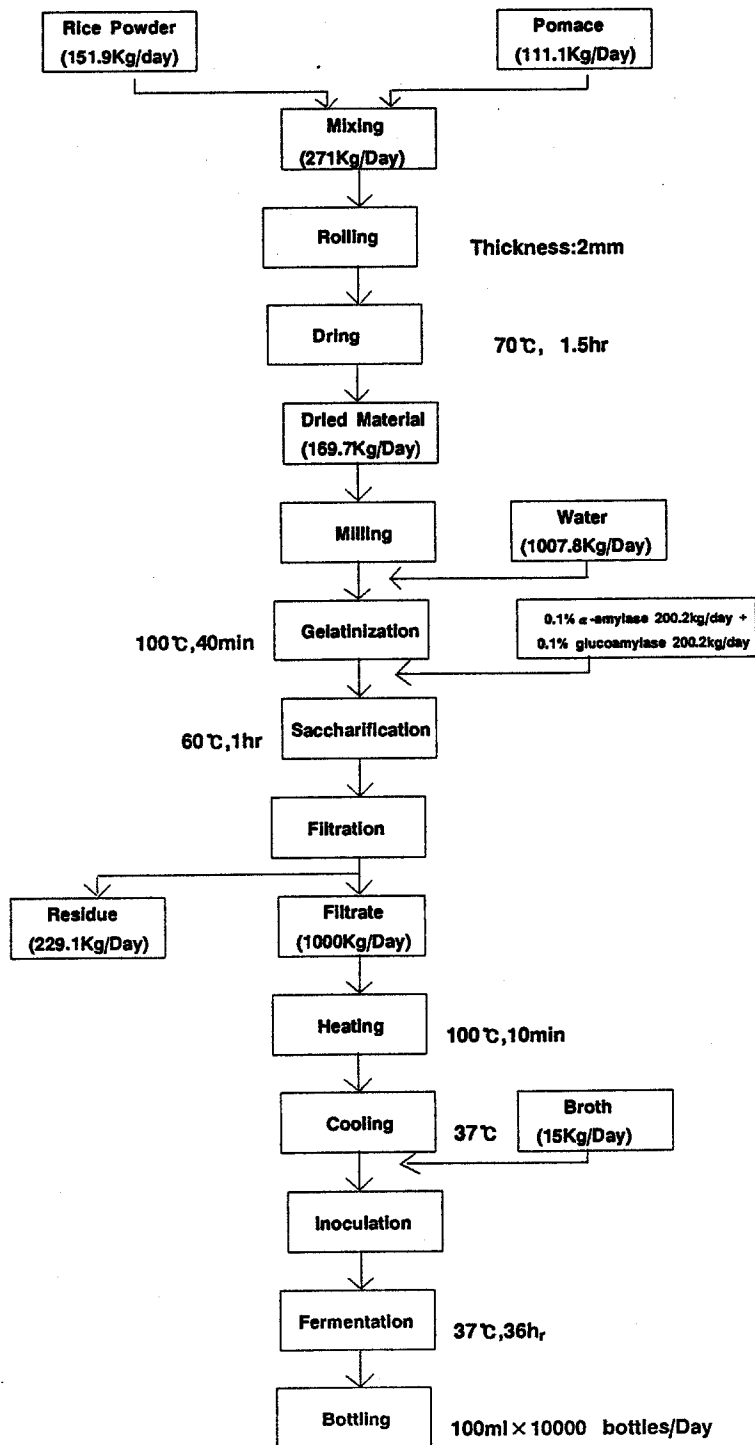 Rice Powder
(151.9Kg/day)
Pomace
(111.1Kg/Day)
Mixing
(271Kg/Day)
Rolling
Thickness:2mm
Dring
70℃, 1.5hr
Dried Material
(169.7Kg/Day)
Milling
Water
(1007.8Kg/Day)
Gelatinization
100℃,40min
0.1% α-amylase 200.2kg/day +
0.1% glucoamylase 200.2kg/day
Saccharification
60℃,1hr
Filtration
Residue
(229.1Kg/Day)
Filtrate
(1000Kg/Day)
Heating
100℃,10min
Cooling
37℃
Broth
(15Kg/Day)
Inoculation
Fermentation
37℃,36hr
Bottling
100ml×10000 bottles/Day